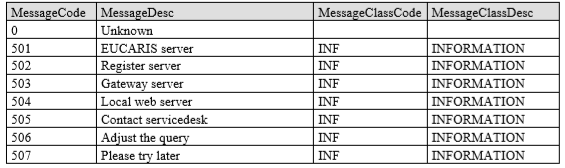 MessageCode MessageDesc MessageClassCode MessageClassDesc
0 Unknown
501 EUCARIS server INF INFORMATION
502 Register server INF INFORMATION
503 Gateway server INF INFORMATION
504 Local web server INF INFORMATION
505 Contact servicedesk INF INFORMATION
506 Adjust the query INF INFORMATION
507 Please try later INF INFORMATION